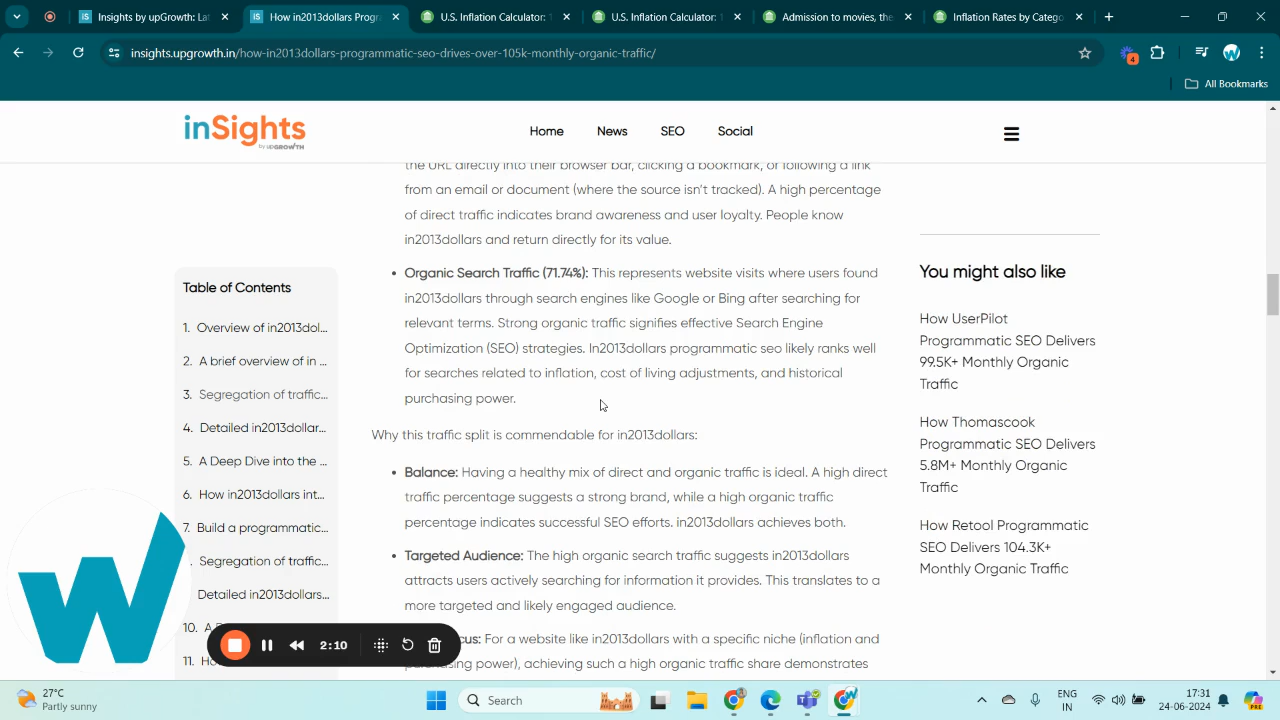 Insights by upGrowth: Lat
How in2013dollars Progr
U.S. Inflation Calculator: 1
U.S. Inflation Calculator: 1
Admission to movies, the
Inflation Rates by Catego
insights.upgrowth.in/how-in2013dollars-programmatic-seo-drives-over-105k-monthly-organic-traffic/
4
All Bookmarks
inSights
by upGROWTH
Home
News
SEO
Social
the URL directly into their browser bar, clicking a bookmark, or following a link
from an email or document (where the source isn't tracked). A high percentage
of direct traffic indicates brand awareness and user loyalty. People know
in2013dollars and return directly for its value.
• Organic Search Traffic (71.74%): This represents website visits where users found
in2013dollars through search engines like Google or Bing after searching for
relevant terms. Strong organic traffic signifies effective Search Engine
Optimization (SEO) strategies. In2013dollars programmatic seo likely ranks well
for searches related to inflation, cost of living adjustments, and historical
purchasing power.
Why this traffic split is commendable for in2013dollars:
• Balance: Having a healthy mix of direct and organic traffic is ideal. A high direct
traffic percentage suggests a strong brand, while a high organic traffic
percentage indicates successful SEO efforts. in2013dollars achieves both.
• Targeted Audience: The high organic search traffic suggests in2013dollars
attracts users actively searching for information it provides. This translates to a
more targeted and likely engaged audience.
cus: For a website like in2013dollars with a specific niche (inflation and
purchasing power), achieving such a high organic traffic share demonstrates
Table of Contents
1. Overview of in2013dol...
2. A brief overview of in ...
3. Segregation of traffic...
4. Detailed in2013dollar...
5. A Deep Dive into the ...
6. How in2013dollars int...
7. Build a programmatic...
Segregation of traffic...
Detailed in2013dollars...
10.
11.
You might also like
How UserPilot
Programmatic SEO Delivers
99.5K+ Monthly Organic
Traffic
How Thomascook
Programmatic SEO Delivers
5.8M+ Monthly Organic
Traffic
How Retool Programmatic
SEO Delivers 104.3K+
Monthly Organic Traffic
2:10
27°C
Partly sunny
Search
ENG
IN
17:31
24-06-2024